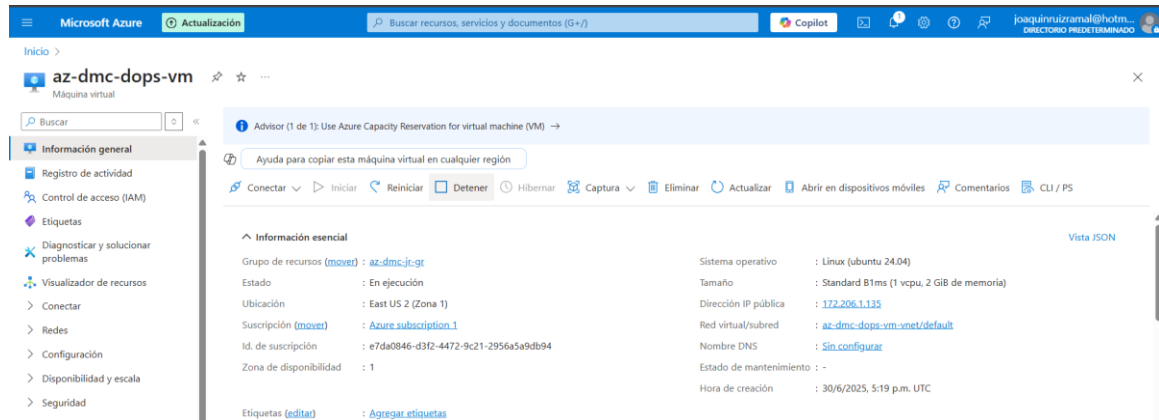 Microsoft Azure
Actualización
Buscar recursos, servicios y documentos (G+/)
Copilot
1
joaquinruizramal@hotm...
DIRECTORIO PREDETERMINADO
Inicio >
az-dmc-dops-vm
Máquina virtual
Buscar
Información general
Registro de actividad
Control de acceso (IAM)
Etiquetas
Diagnosticar y solucionar
problemas
Visualizador de recursos
Conectar
Redes
Configuración
Disponibilidad y escala
Seguridad
Advisor (1 de 1): Use Azure Capacity Reservation for virtual machine (VM) →
Ayuda para copiar esta máquina virtual en cualquier región
Conectar Iniciar Reiniciar Detener Hibernar Captura Eliminar Actualizar Abrir en dispositivos móviles Comentarios CLI / PS
Información esencial
Vista JSON
Grupo de recursos (mover) : az-dmc-jr-gr
Estado : En ejecución
Ubicación : East US 2 (Zona 1)
Suscripción (mover) : Azure subscription 1
Id. de suscripción : e7da0846-d3f2-4472-9c21-2956a5a9db94
Zona de disponibilidad : 1
Sistema operativo : Linux (ubuntu 24.04)
Tamaño : Standard B1ms (1 vcpu, 2 GiB de memoria)
Dirección IP pública : 172.206.1.135
Red virtual/subred : az-dmc-dops-vm-vnet/default
Nombre DNS : Sin configurar
Estado de mantenimiento : -
Hora de creación : 30/6/2025, 5:19 p.m. UTC
Etiquetas (editar) : Agregar etiquetas